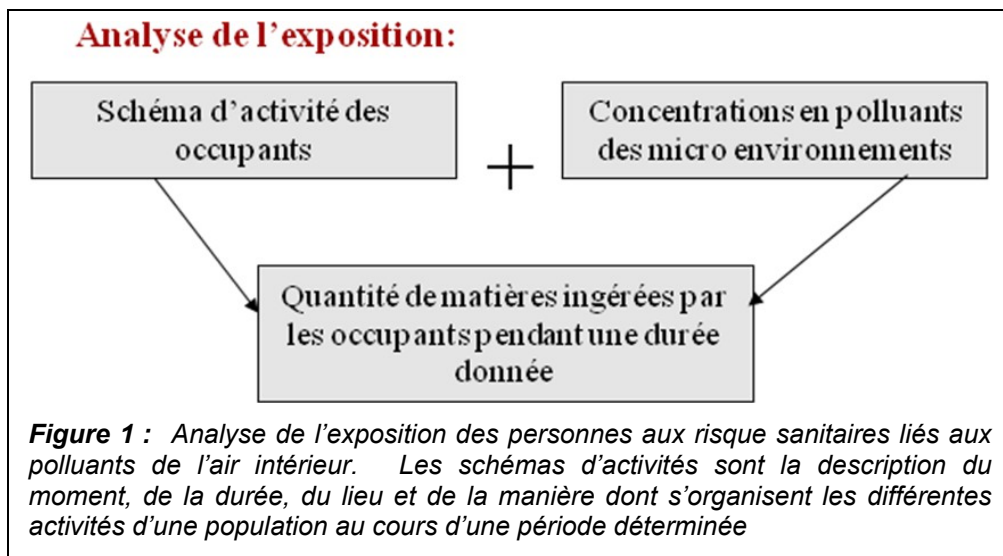 Analyse de l'exposition:
Schéma d'activité des
occupants
+
Concentrations en polluants
des micro environnements
Quantité de matières ingérées par
les occupants pendant une durée
donnée
Figure 1 : Analyse de l'exposition des personnes aux risque sanitaires liés aux
polluants de l'air intérieur. Les schémas d'activités sont la description du
moment, de la durée, du lieu et de la manière dont s'organisent les différentes
activités d'une population au cours d'une période déterminée